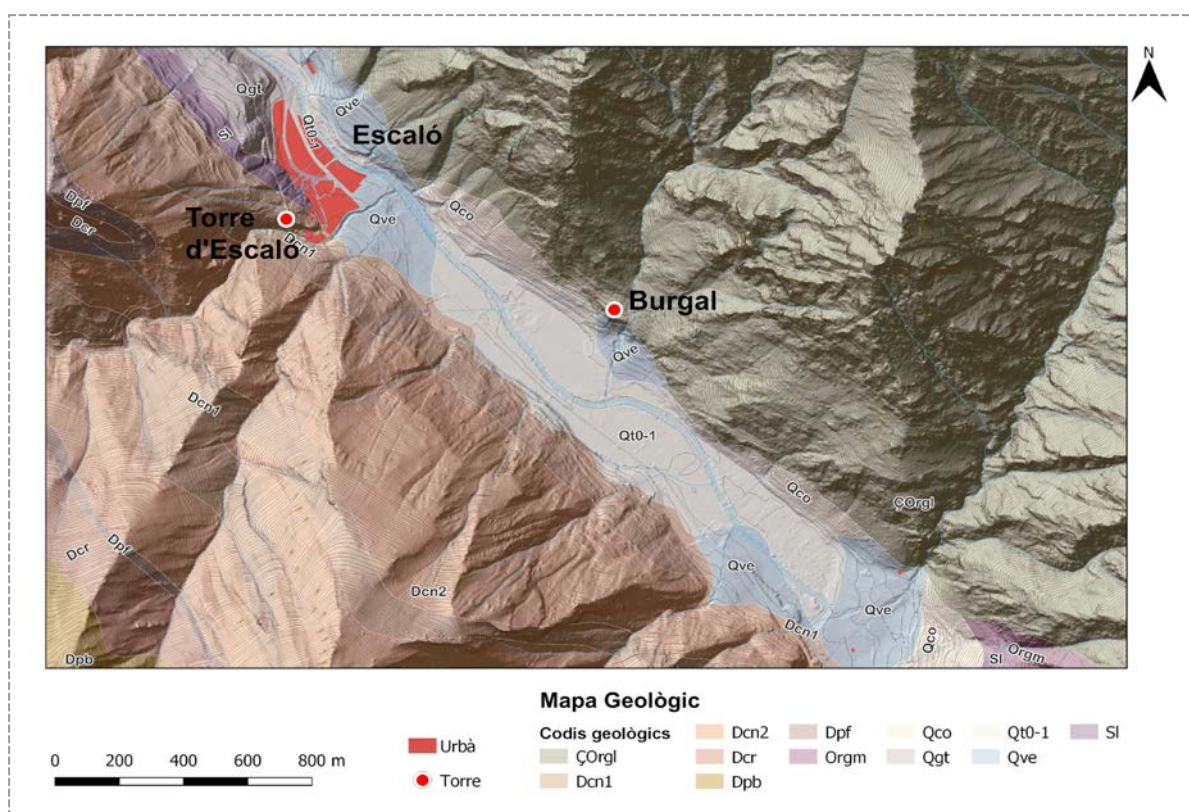 N
Qgt
Qve
Qt0-1
Escaló
Sl
Qco
Dpf
Dcr
Torre
d'Escaló
Qve
Dcn1
Burgal
Qve
Dcn1
Qt0-1
Qco
ÇOrgl
Dcr
Dpf
Qve
Dcn2
Qve
Dcn1
Qco
Orgm
Sl
Dpb
Mapa Geològic
Codis geològics
0 200 400 600 800 m
Urbà
Torre
ÇOrgl
Dcn1
Dcn2
Dcr
Dpb
Dpf
Orgm
Qco
Qgt
Qt0-1
Qve
Sl